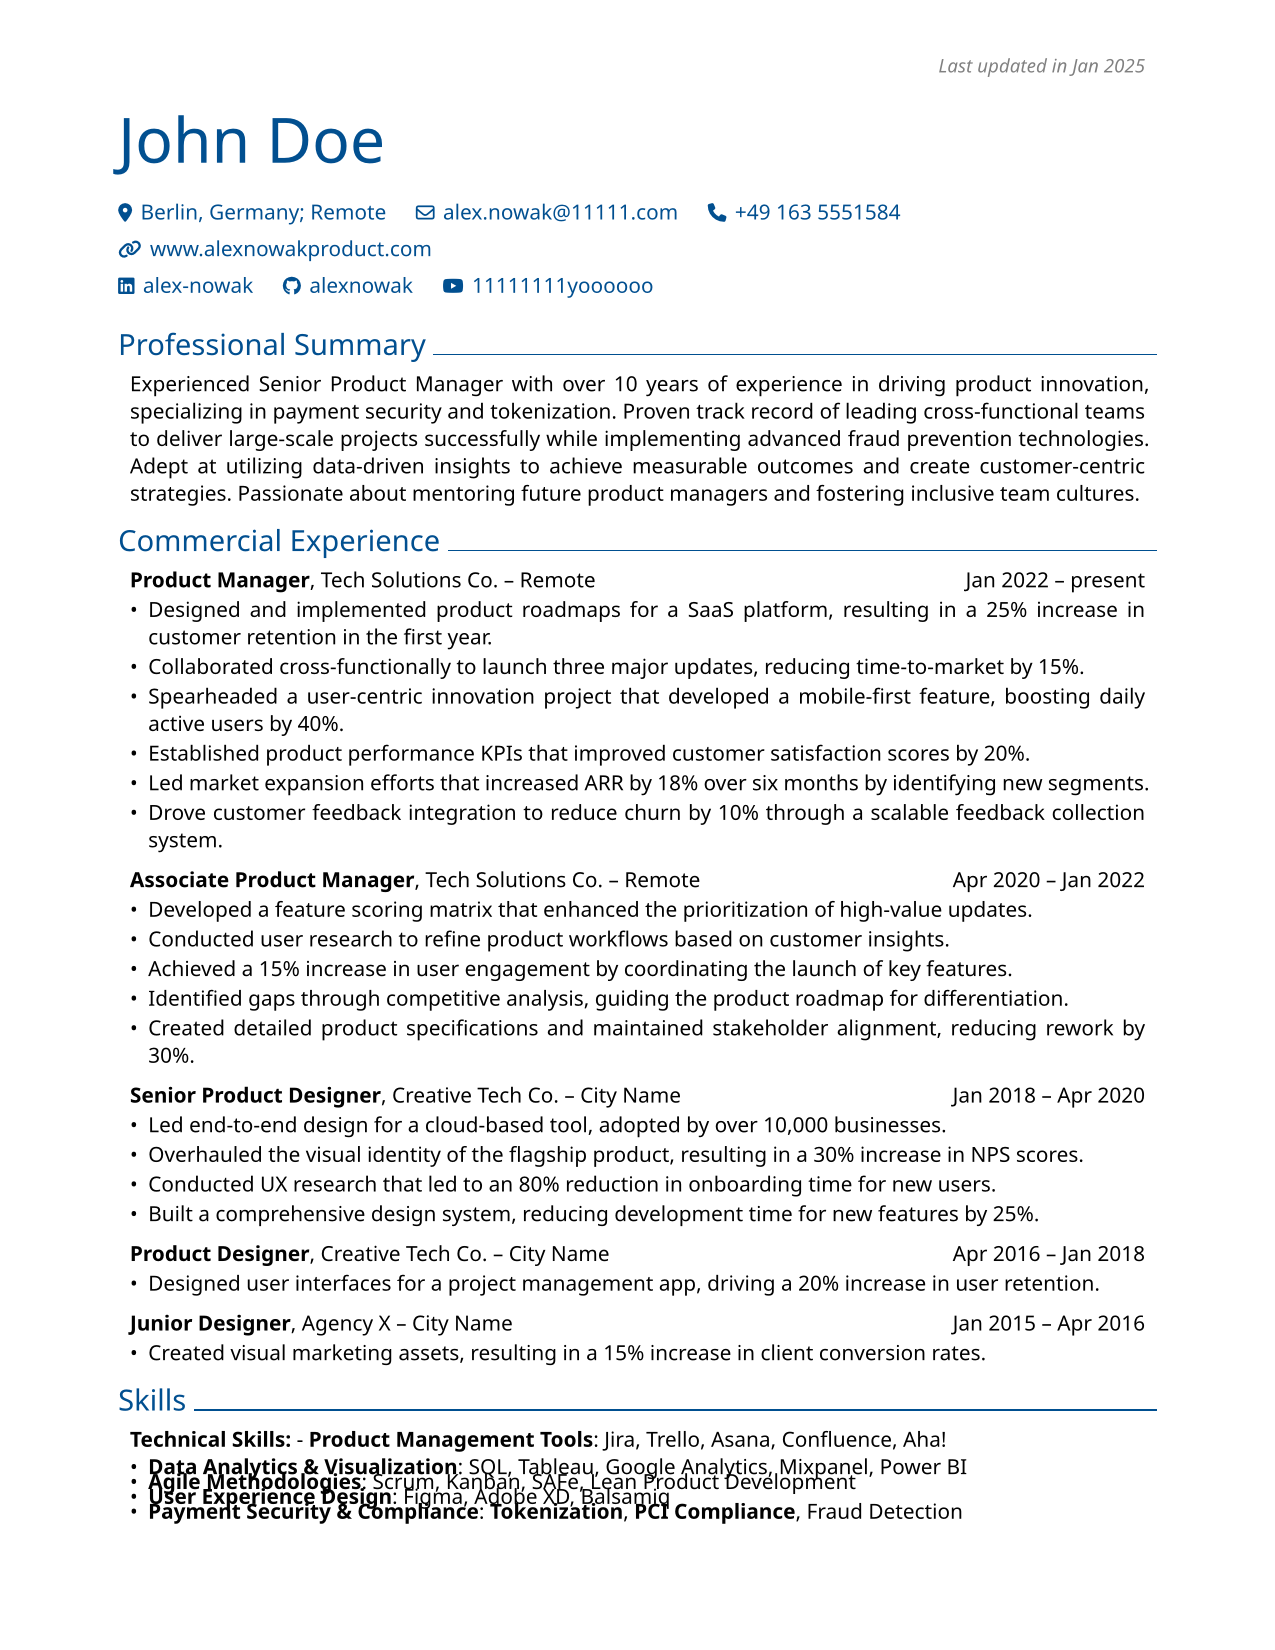 Last updated in Jan 2025
John Doe
Berlin, Germany; Remote alex.nowak@11111.com +49 163 5551584
www.alexnowakproduct.com
alex-nowak alexnowak 11111111yoooooo
Professional Summary
Experienced Senior Product Manager with over 10 years of experience in driving product innovation,
specializing in payment security and tokenization. Proven track record of leading cross-functional teams
to deliver large-scale projects successfully while implementing advanced fraud prevention technologies.
Adept at utilizing data-driven insights to achieve measurable outcomes and create customer-centric
strategies. Passionate about mentoring future product managers and fostering inclusive team cultures.
Commercial Experience
Product Manager, Tech Solutions Co. – Remote Jan 2022 – present
• Designed and implemented product roadmaps for a SaaS platform, resulting in a 25% increase in
customer retention in the first year.
• Collaborated cross-functionally to launch three major updates, reducing time-to-market by 15%.
• Spearheaded a user-centric innovation project that developed a mobile-first feature, boosting daily
active users by 40%.
• Established product performance KPIs that improved customer satisfaction scores by 20%.
• Led market expansion efforts that increased ARR by 18% over six months by identifying new segments.
• Drove customer feedback integration to reduce churn by 10% through a scalable feedback collection
system.
Associate Product Manager, Tech Solutions Co. – Remote Apr 2020 – Jan 2022
• Developed a feature scoring matrix that enhanced the prioritization of high-value updates.
• Conducted user research to refine product workflows based on customer insights.
• Achieved a 15% increase in user engagement by coordinating the launch of key features.
• Identified gaps through competitive analysis, guiding the product roadmap for differentiation.
• Created detailed product specifications and maintained stakeholder alignment, reducing rework by
30%.
Senior Product Designer, Creative Tech Co. – City Name Jan 2018 – Apr 2020
• Led end-to-end design for a cloud-based tool, adopted by over 10,000 businesses.
• Overhauled the visual identity of the flagship product, resulting in a 30% increase in NPS scores.
• Conducted UX research that led to an 80% reduction in onboarding time for new users.
• Built a comprehensive design system, reducing development time for new features by 25%.
Product Designer, Creative Tech Co. – City Name Apr 2016 – Jan 2018
• Designed user interfaces for a project management app, driving a 20% increase in user retention.
Junior Designer, Agency X – City Name Jan 2015 – Apr 2016
• Created visual marketing assets, resulting in a 15% increase in client conversion rates.
Skills
Technical Skills: - Product Management Tools: Jira, Trello, Asana, Confluence, Aha!
• Data Analytics & Visualization: SQL, Tableau, Google Analytics, Mixpanel, Power BI
• Agile Methodologies: Scrum, Kanban, SAFe, Lean Product Development
• User Experience Design: Figma, Adobe XD, Balsamiq
• Payment Security & Compliance: Tokenization, PCI Compliance, Fraud Detection